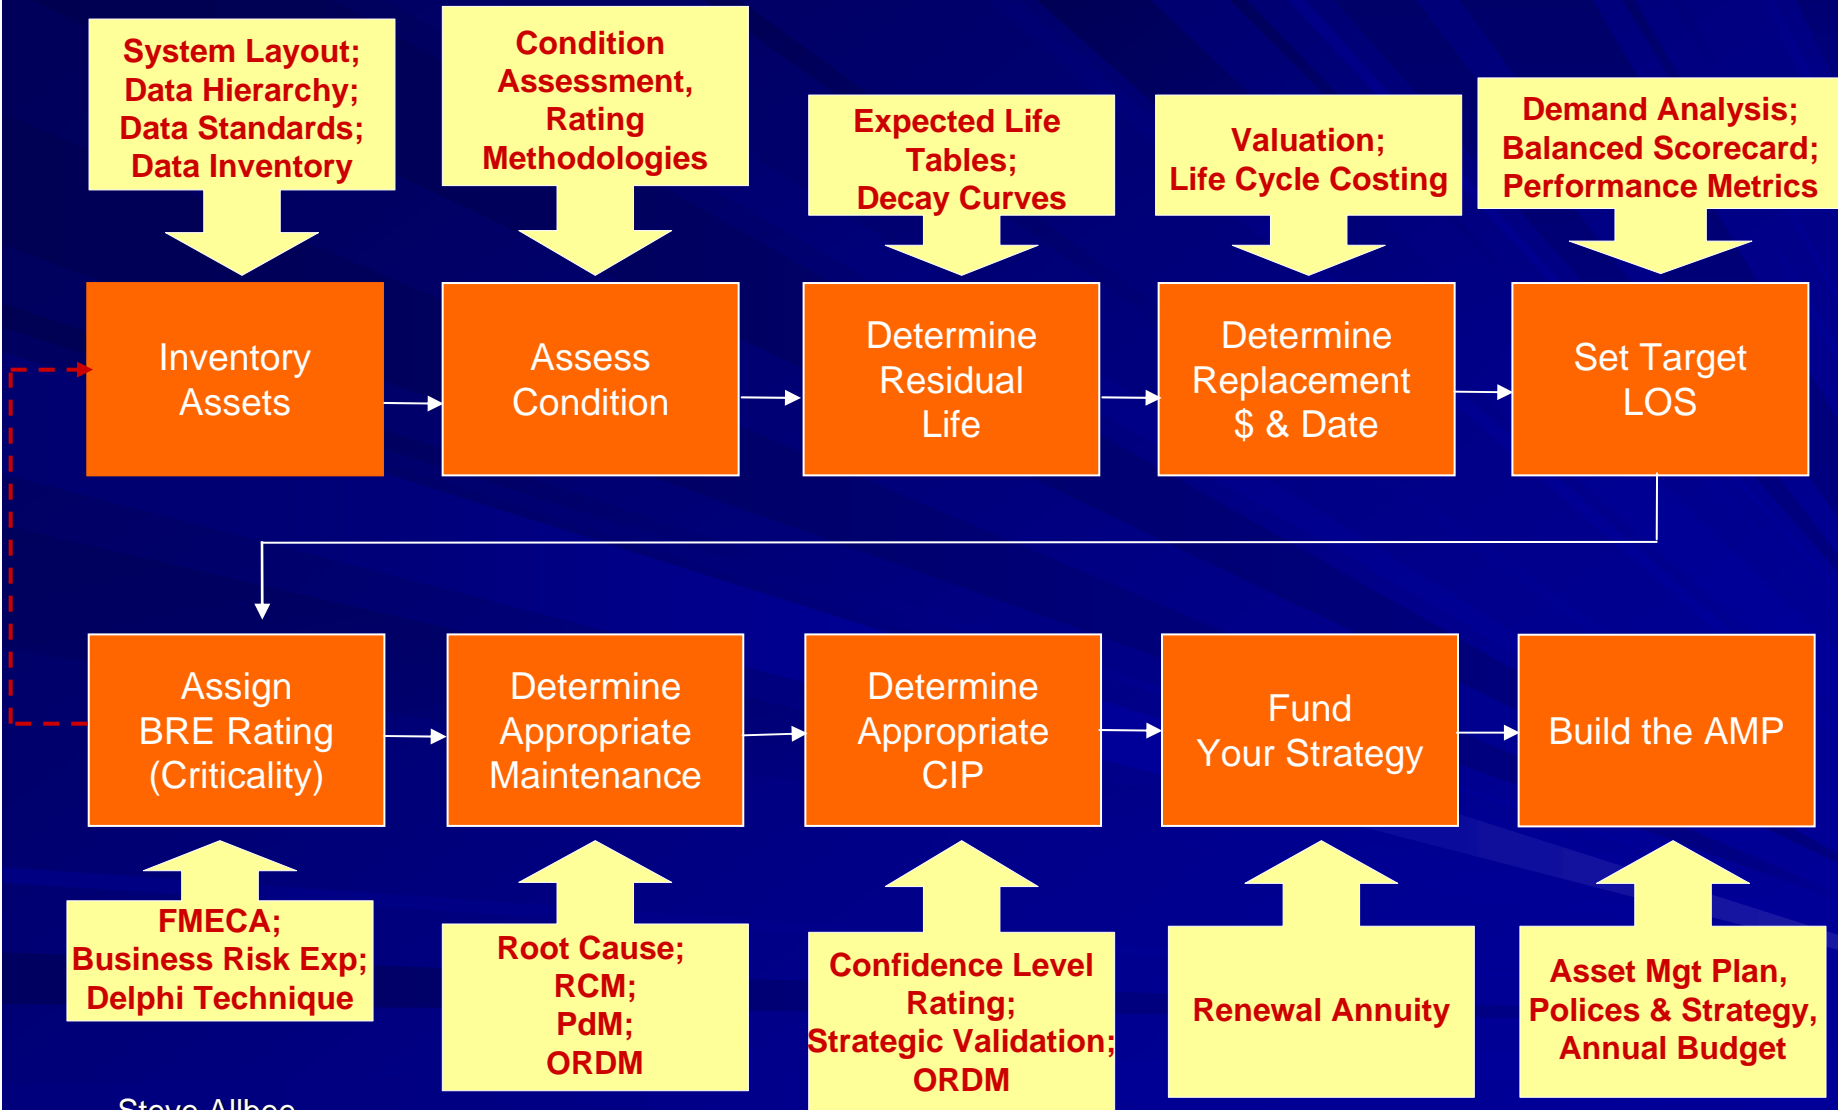 System Layout;
Data Hierarchy;
Data Standards;
Data Inventory
Condition
Assessment,
Rating
Methodologies
Expected Life
Tables;
Decay Curves
Valuation;
Life Cycle Costing
Demand Analysis;
Balanced Scorecard;
Performance Metrics
Inventory
Assets
Assess
Condition
Determine
Residual
Life
Determine
Replacement
$ & Date
Set Target
LOS
Assign
BRE Rating
(Criticality)
Determine
Appropriate
Maintenance
Determine
Appropriate
CIP
Fund
Your Strategy
Build the AMP
FMECA;
Business Risk Exp;
Delphi Technique
Root Cause;
RCM;
PdM;
ORDM
Confidence Level
Rating;
Strategic Validation;
ORDM
Renewal Annuity
Asset Mgt Plan,
Polices & Strategy,
Annual Budget
Steve Allbee